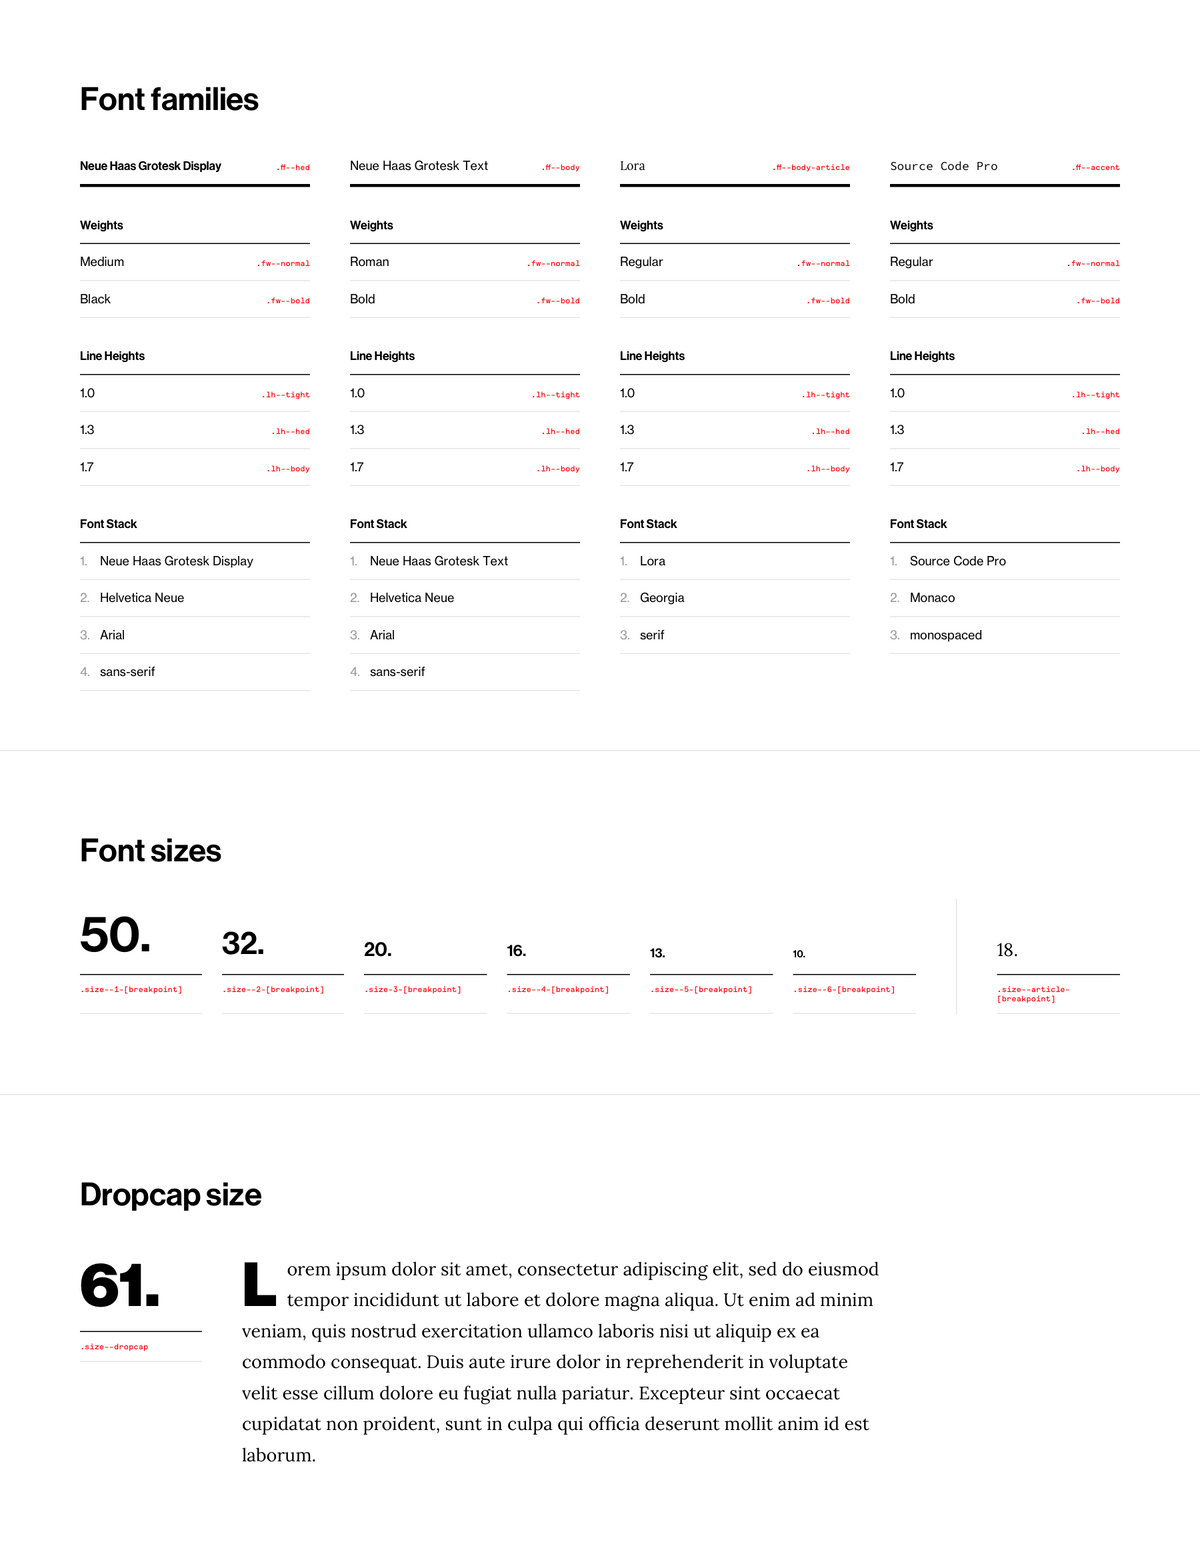 Font families
Neue Haas Grotesk Display .ff--hed
Neue Haas Grotesk Text .ff--body
Lora .ff--body-article
Source Code Pro .ff--accent
Weights Weights Weights Weights
Medium .fw--normal Roman .fw--normal Regular .fw--normal Regular .fw--normal
Black .fw--bold Bold .fw--bold Bold .fw--bold Bold .fw--bold
Line Heights Line Heights Line Heights Line Heights
1.0 .lh--tight 1.0 .lh--tight 1.0 .lh--tight 1.0 .lh--tight
1.3 .lh--hed 1.3 .lh--hed 1.3 .lh--hed 1.3 .lh--hed
1.7 .lh--body 1.7 .lh--body 1.7 .lh--body 1.7 .lh--body
Font Stack Font Stack Font Stack Font Stack
1. Neue Haas Grotesk Display 1. Neue Haas Grotesk Text 1. Lora 1. Source Code Pro
2. Helvetica Neue 2. Helvetica Neue 2. Georgia 2. Monaco
3. Arial 3. Arial 3. serif 3. monospaced
4. sans-serif 4. sans-serif
Font sizes
50. 32. 20. 16. 13. 10. 18.
.size--1-[breakpoint] .size--2-[breakpoint] .size-3-[breakpoint] .size--4-[breakpoint] .size--5-[breakpoint] .size--6-[breakpoint] .size--article-
[breakpoint]
Dropcap size
61.
.size--dropcap
Lorem ipsum dolor sit amet, consectetur adipiscing elit, sed do eiusmod
tempor incididunt ut labore et dolore magna aliqua. Ut enim ad minim
veniam, quis nostrud exercitation ullamco laboris nisi ut aliquip ex ea
commodo consequat. Duis aute irure dolor in reprehenderit in voluptate
velit esse cillum dolore eu fugiat nulla pariatur. Excepteur sint occaecat
cupidatat non proident, sunt in culpa qui officia deserunt mollit anim id est
laborum.